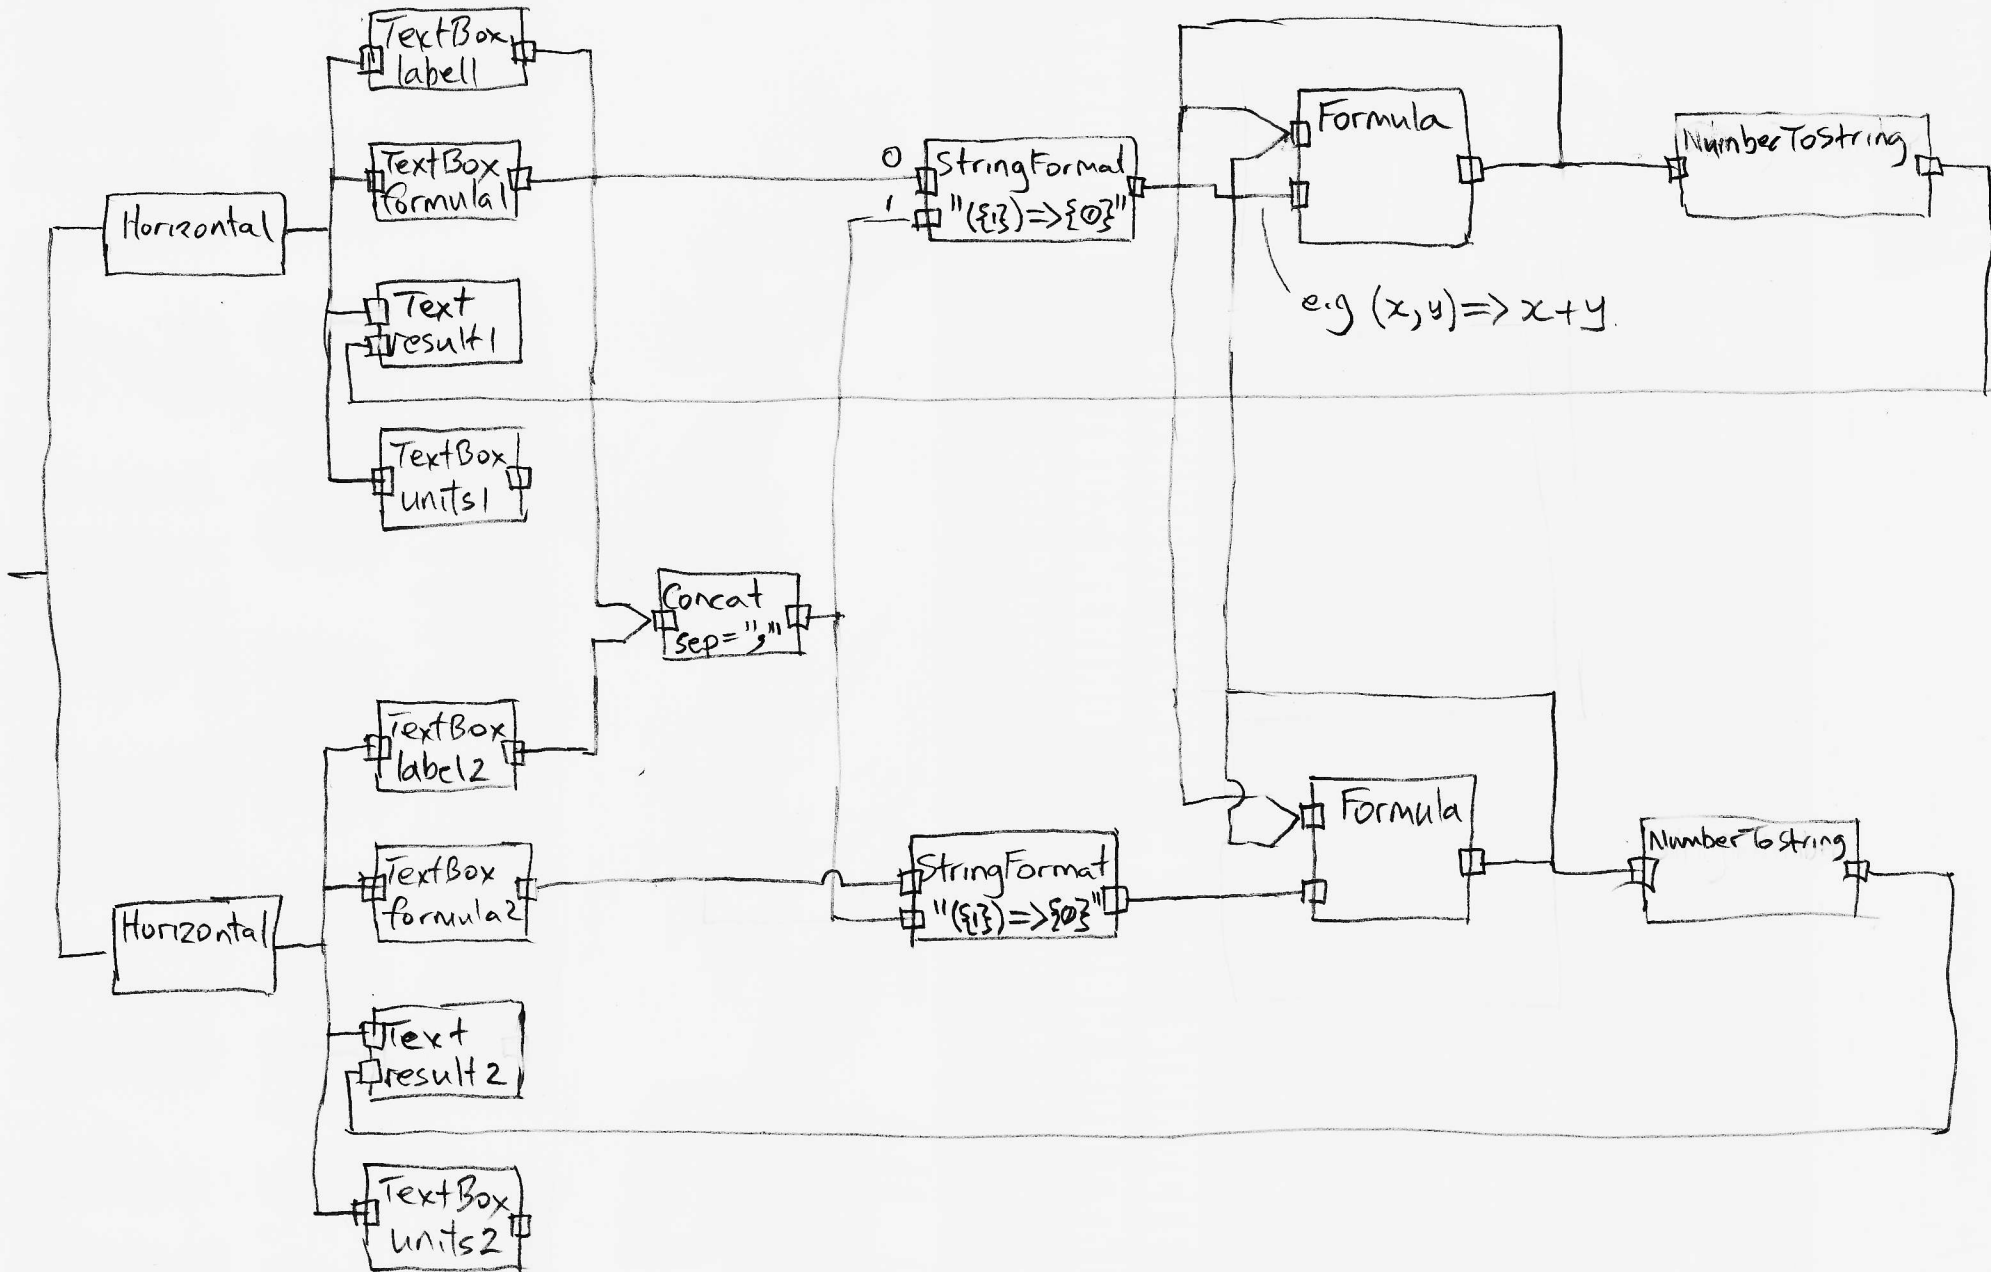 TextBox
label1
TextBox
formula1
Horizontal
Text
result1
TextBox
units1
0
1
StringFormat
"({1})=>{0}"
Formula
NumberToString
e.g (x,y)=> x+y
Concat
sep=","
TextBox
label2
TextBox
formula2
Horizontal
Text
result2
TextBox
units2
StringFormat
"({1})=>{0}"
Formula
NumberToString